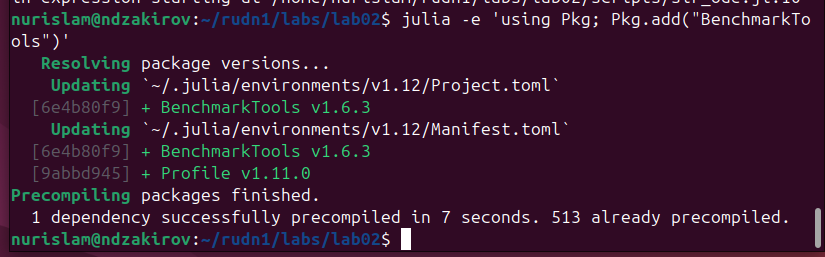 nurislam@ndzakirov:~/rudn1/labs/lab02$ julia -e 'using Pkg; Pkg.add("BenchmarkTo
ols")'
Resolving package versions...
Updating `~/.julia/environments/v1.12/Project.toml`
[6e4b80f9] + BenchmarkTools v1.6.3
Updating `~/.julia/environments/v1.12/Manifest.toml`
[6e4b80f9] + BenchmarkTools v1.6.3
[9abbd945] + Profile v1.11.0
Precompiling packages finished.
1 dependency successfully precompiled in 7 seconds. 513 already precompiled.
nurislam@ndzakirov:~/rudn1/labs/lab02$